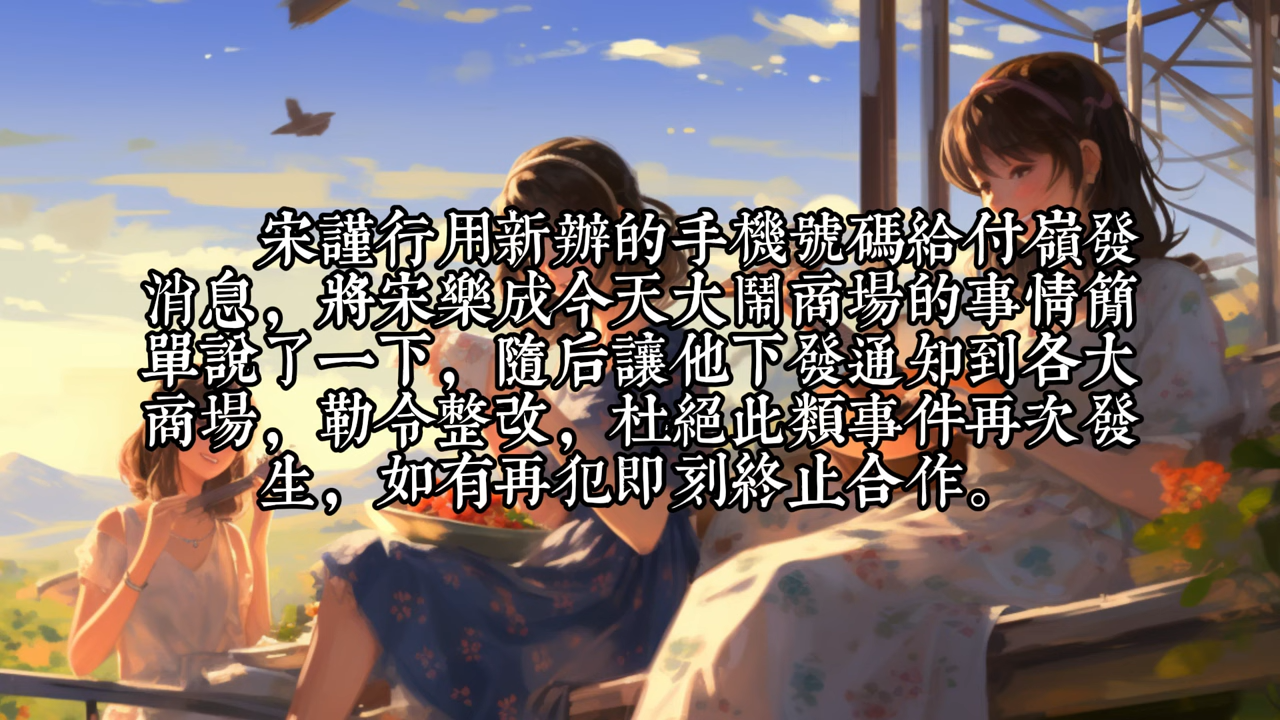 宋謹行用新辦的手機號碼給付嶺發
消息，將宋樂成今天大鬧商場的事情簡
單說了一下，隨后讓他下發通知到各大
商場，勒令整改，杜絕此類事件再次發
生，如有再犯即刻終止合作。